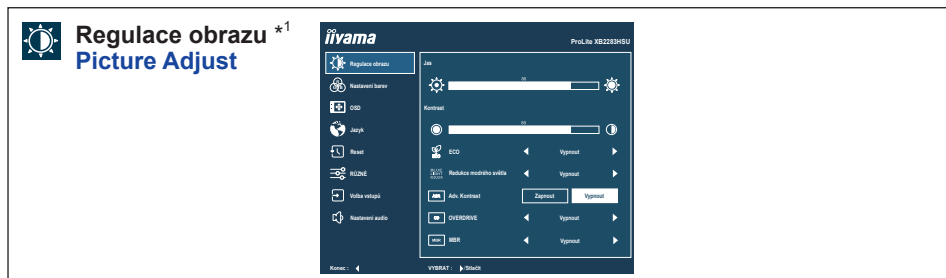 Regulace obrazu *1
Picture Adjust
iiyama
ProLite XB2283HSU
Regulace obrazu
Nastavení barev
OSD
Jazyk
Reset
RŮZNÉ
Volba vstupů
Nastavení audio
Jas
Kontrast
ECO
Vypnout
Redukce modrého světla
Vypnout
Adv. Kontrast
Zapnout
Vypnout
OVERDRIVE
Vypnout
MBR
Vypnout
Konec :
VYBRAT : /Stlačit